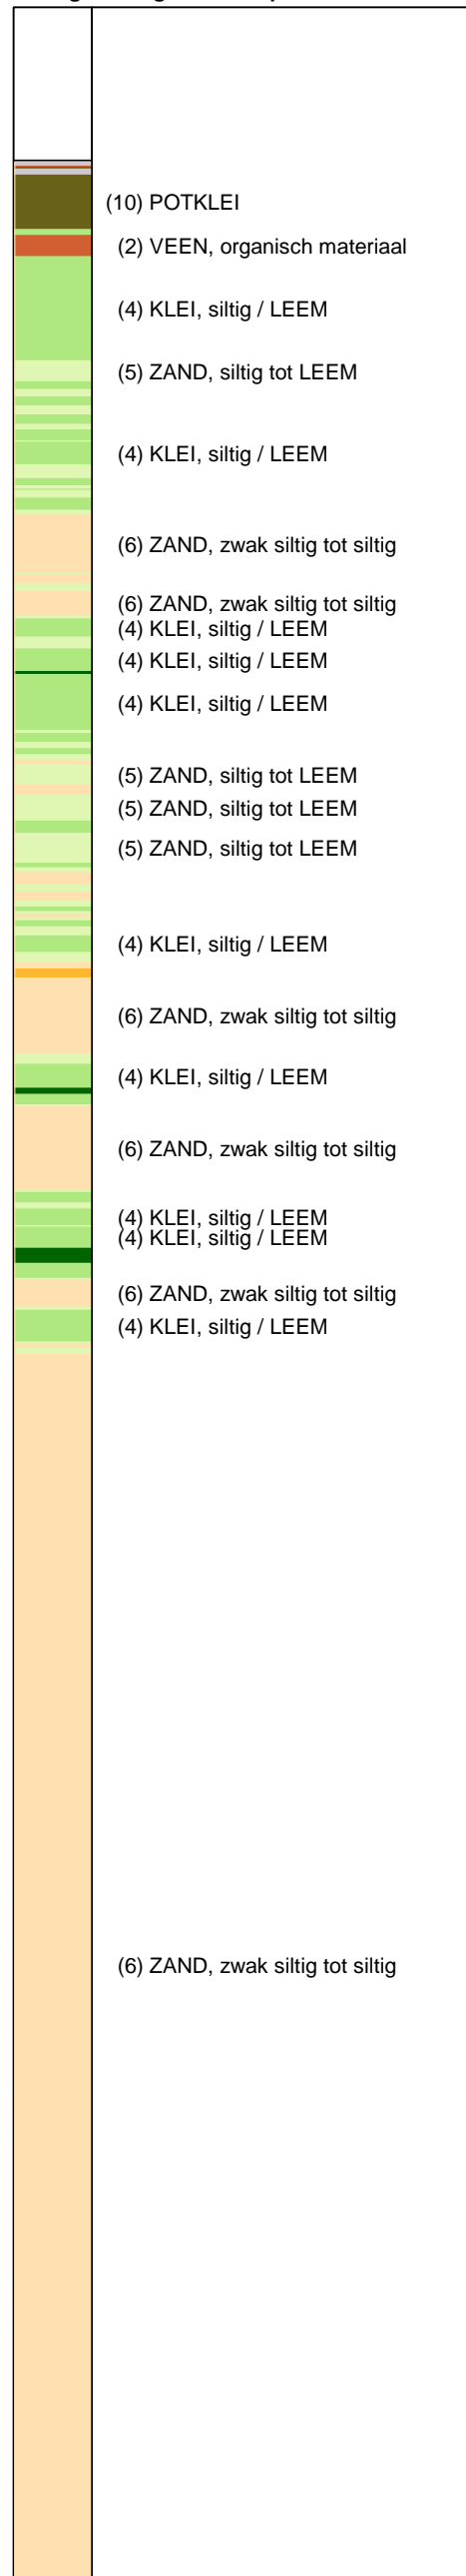 (10) POTKLEI
(2) VEEN, organisch materiaal
(4) KLEI, siltig / LEEM
(5) ZAND, siltig tot LEEM
(4) KLEI, siltig / LEEM
(6) ZAND, zwak siltig tot siltig
(6) ZAND, zwak siltig tot siltig
(4) KLEI, siltig / LEEM
(4) KLEI, siltig / LEEM
(4) KLEI, siltig / LEEM
(5) ZAND, siltig tot LEEM
(5) ZAND, siltig tot LEEM
(5) ZAND, siltig tot LEEM
(4) KLEI, siltig / LEEM
(6) ZAND, zwak siltig tot siltig
(4) KLEI, siltig / LEEM
(6) ZAND, zwak siltig tot siltig
(4) KLEI, siltig / LEEM
(4) KLEI, siltig / LEEM
(6) ZAND, zwak siltig tot siltig
(4) KLEI, siltig / LEEM
(6) ZAND, zwak siltig tot siltig